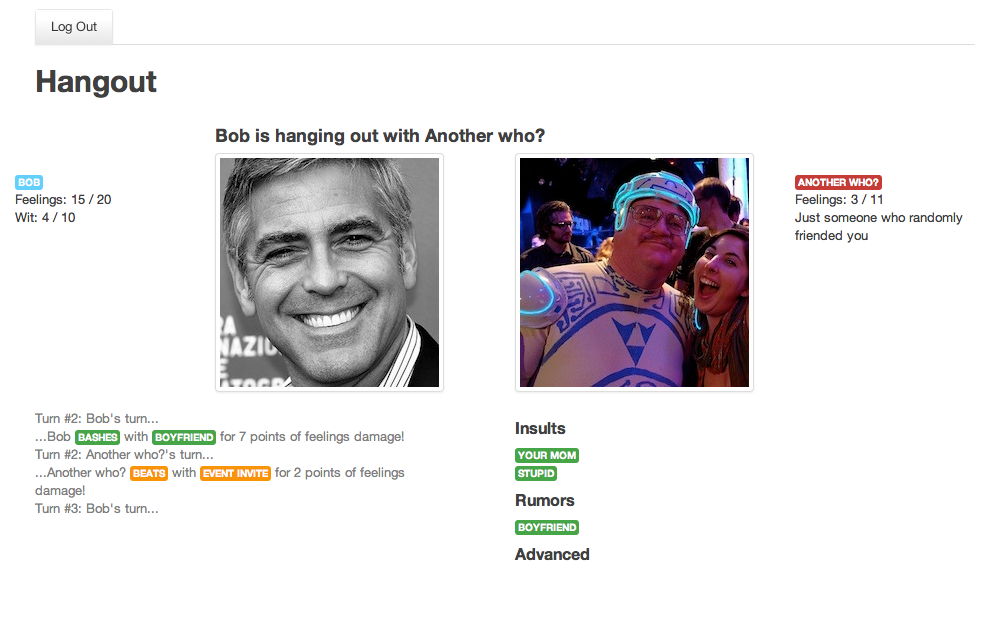 Log Out
Hangout
Bob is hanging out with Another who?
BOB
Feelings: 15 / 20
Wit: 4 / 10
RA
NAZIO
ATOGR
ANOTHER WHO?
Feelings: 3 / 11
Just someone who randomly
friended you
Turn #2: Bob's turn...
...Bob BASHES with BOYFRIEND for 7 points of feelings damage!
Turn #2: Another who?'s turn...
...Another who? BEATS with EVENT INVITE for 2 points of feelings
damage!
Turn #3: Bob's turn...
Insults
YOUR MOM
STUPID
Rumors
BOYFRIEND
Advanced